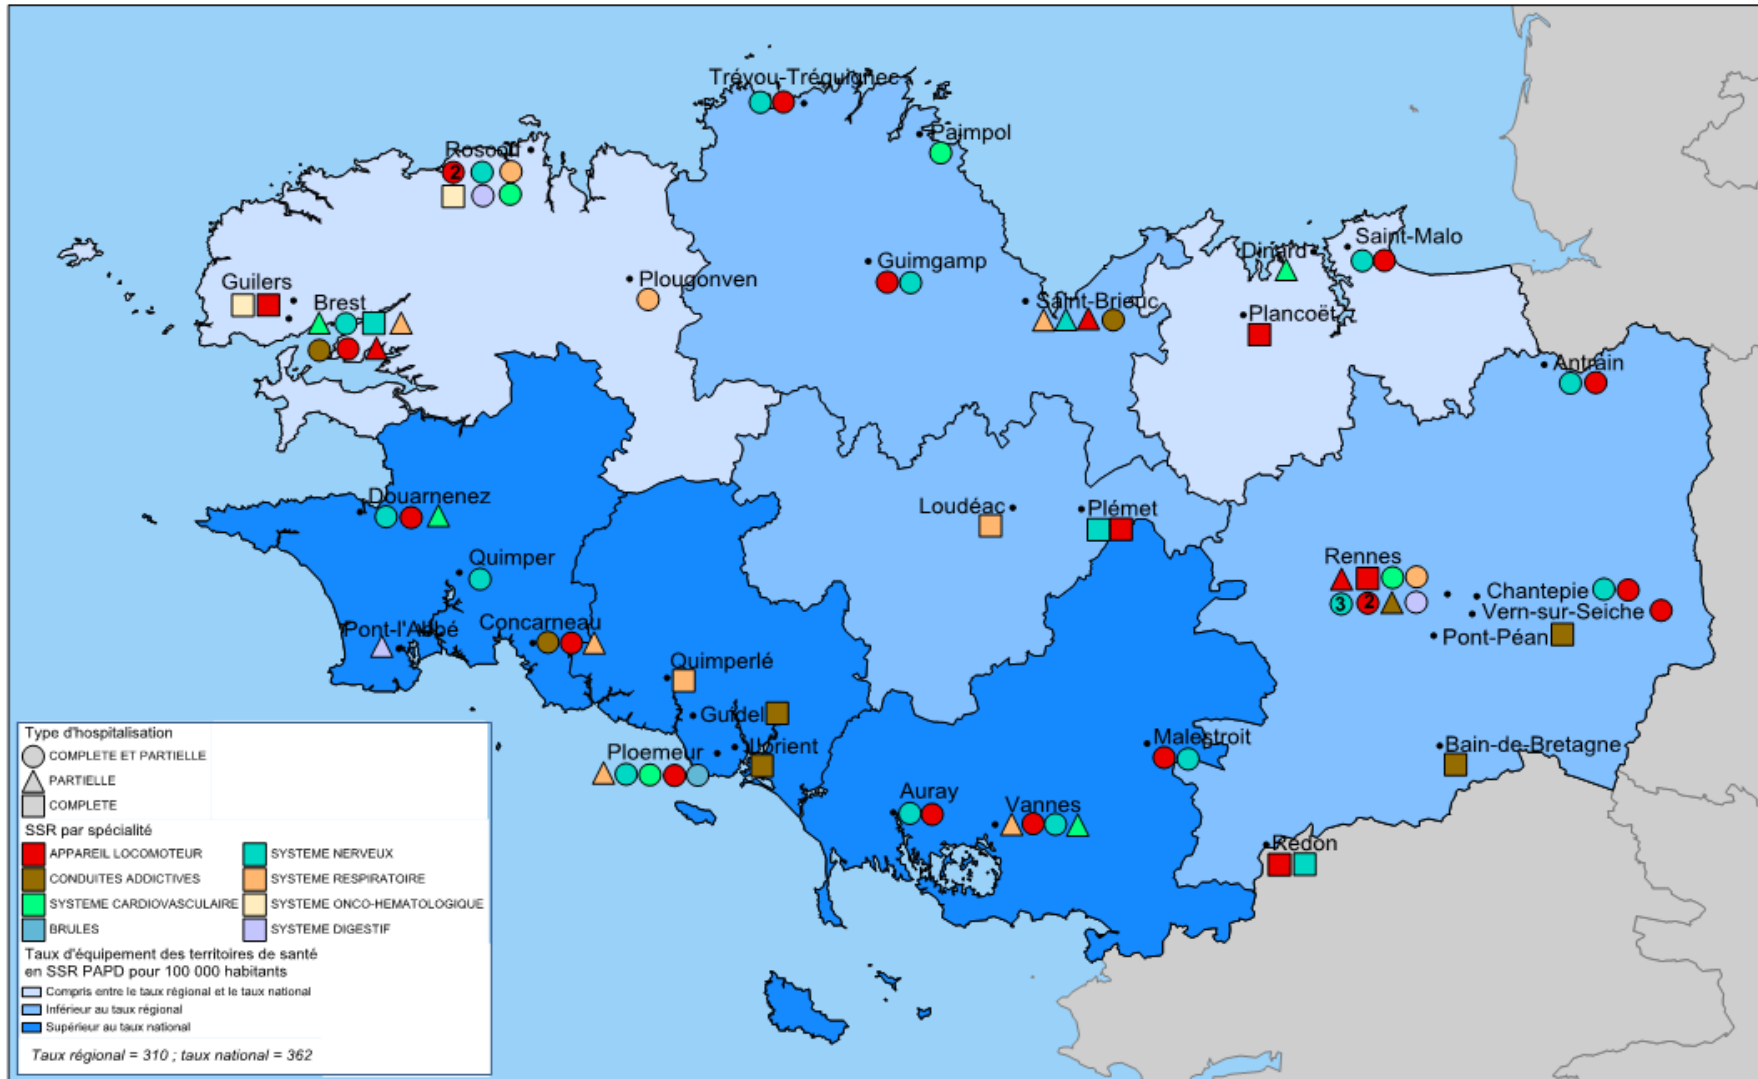 Trévou-Tréguignec
Paimpol
Roscoff
2
Saint-Malo
Dinard
Guimgamp
Plougonven
Guilers
Brest
Saint-Brieuc
Plancoët
Antrain
Douarnenez
Loudéac
Plémet
Quimper
Rennes
3
2
Chantepie
Vern-sur-Seiche
Pont-Péan
Pont-l'Abbé
Concarneau
Quimperlé
Guidel
Ploemeur
Lorient
Malestroit
Bain-de-Bretagne
Auray
Vannes
Redon
Type d'hospitalisation
COMPLETE ET PARTIELLE
PARTIELLE
COMPLETE
SSR par spécialité
APPAREIL LOCOMOTEUR
SYSTEME NERVEUX
CONDUITES ADDICTIVES
SYSTEME RESPIRATOIRE
SYSTEME CARDIOVASCULAIRE
SYSTEME ONCO-HEMATOLOGIQUE
BRULES
SYSTEME DIGESTIF
Taux d'équipement des territoires de santé
en SSR PAPD pour 100 000 habitants
Compris entre le taux régional et le taux national
Inférieur au taux régional
Supérieur au taux national
Taux régional = 310 ; taux national = 362